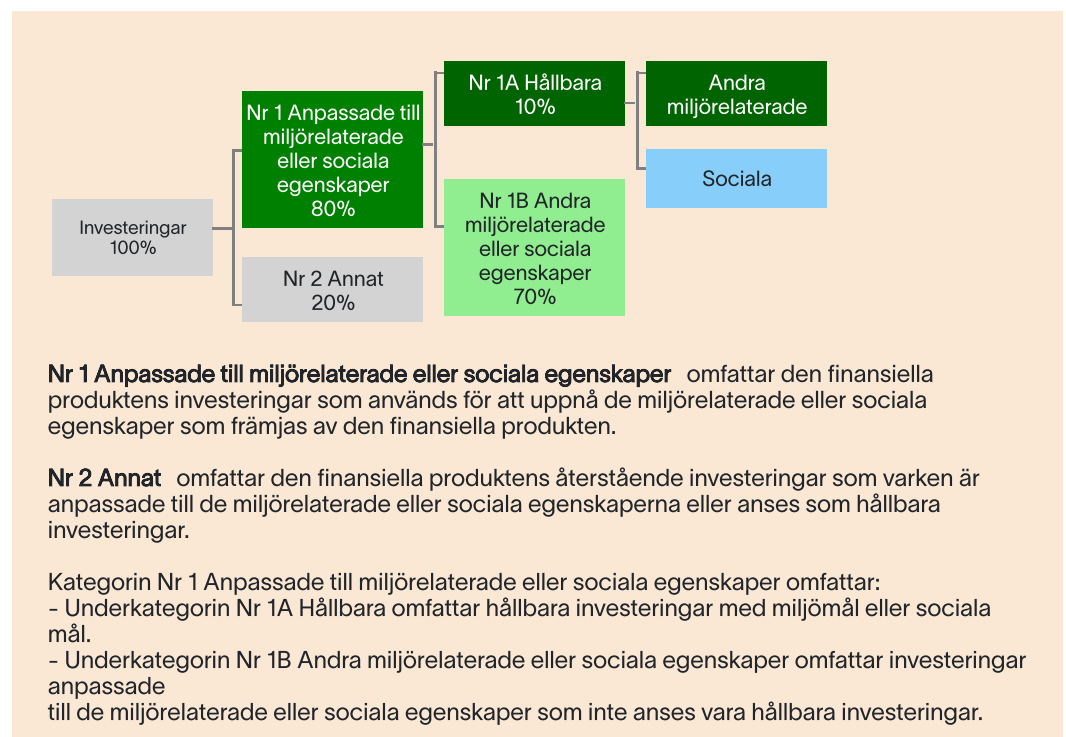 Nr 1A Hållbara
10%
Andra
miljörelaterade
Nr 1 Anpassade till
miljörelaterade
eller sociala
egenskaper
80%
Sociala
Nr 1B Andra
miljörelaterade
eller sociala
egenskaper
70%
Investeringar
100%
Nr 2 Annat
20%
Nr 1 Anpassade till miljörelaterade eller sociala egenskaper omfattar den finansiella
produktens investeringar som används för att uppnå de miljörelaterade eller sociala
egenskaper som främjas av den finansiella produkten.
Nr 2 Annat omfattar den finansiella produktens återstående investeringar som varken är
anpassade till de miljörelaterade eller sociala egenskaperna eller anses som hållbara
investeringar.
Kategorin Nr 1 Anpassade till miljörelaterade eller sociala egenskaper omfattar:
- Underkategorin Nr 1A Hållbara omfattar hållbara investeringar med miljömål eller sociala
mål.
- Underkategorin Nr 1B Andra miljörelaterade eller sociala egenskaper omfattar investeringar
anpassade
till de miljörelaterade eller sociala egenskaper som inte anses vara hållbara investeringar.